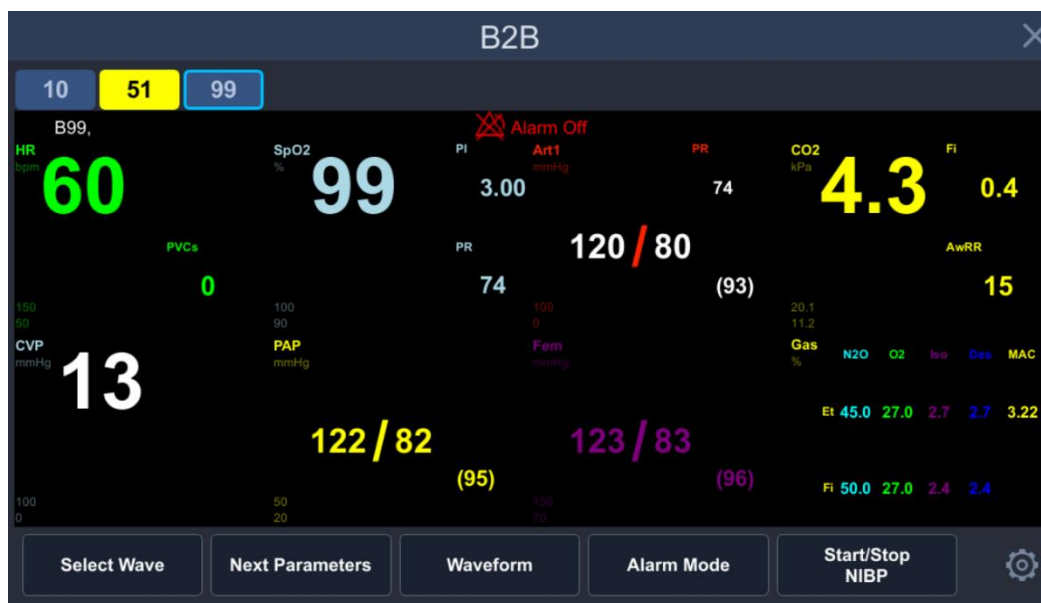 B2B
10 51 99
B99,
Alarm Off
HR SpO2 PI Art1 PR CO2 Fi
bpm % mmHg kPa
60 99 3.00 74 4.3 0.4
PVCs PR 120 / 80 AwRR
0 74 (93) 15
150 100 100 20.1
50 90 0 11.2
CVP PAP Fem Gas
mmHg mmHg mmHg %
N2O O2 Iso Des MAC
13
Et 45.0 27.0 2.7 2.7 3.22
122 / 82 123 / 83
(95) (96)
Fi 50.0 27.0 2.4 2.4
100 50 150
0 20 70
Select Wave Next Parameters Waveform Alarm Mode Start/Stop
NIBP